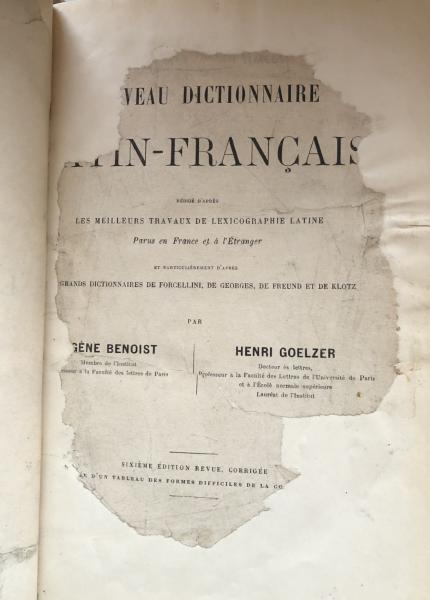 VEAU DICTIONNAIRE
TIN-FRANÇAIS
RÉDIGÉ D'APRÈS
LES MEILLEURS TRAVAUX DE LEXICOGRAPHIE LATINE
Parus en France et à l'Étranger
ET PARTICULIÈREMENT D'APRÈS
GRANDS DICTIONNAIRES DE FORCELLINI, DE GEORGES, DE FREUND ET DE KLOTZ
PAR
GÈNE BENOIST
Membre de l'Institut
esseur à la Faculté des lettres de Paris
HENRI GOELZER
Docteur ès lettres,
Professeur à la Faculté des Lettres de l'Université de Paris
et à l'École normale supérieure
Lauréat de l'Institut
SIXIÈME ÉDITION REVUE, CORRIGÉE
D'UN TABLEAU DES FORMES DIFFICILES DE LA CO